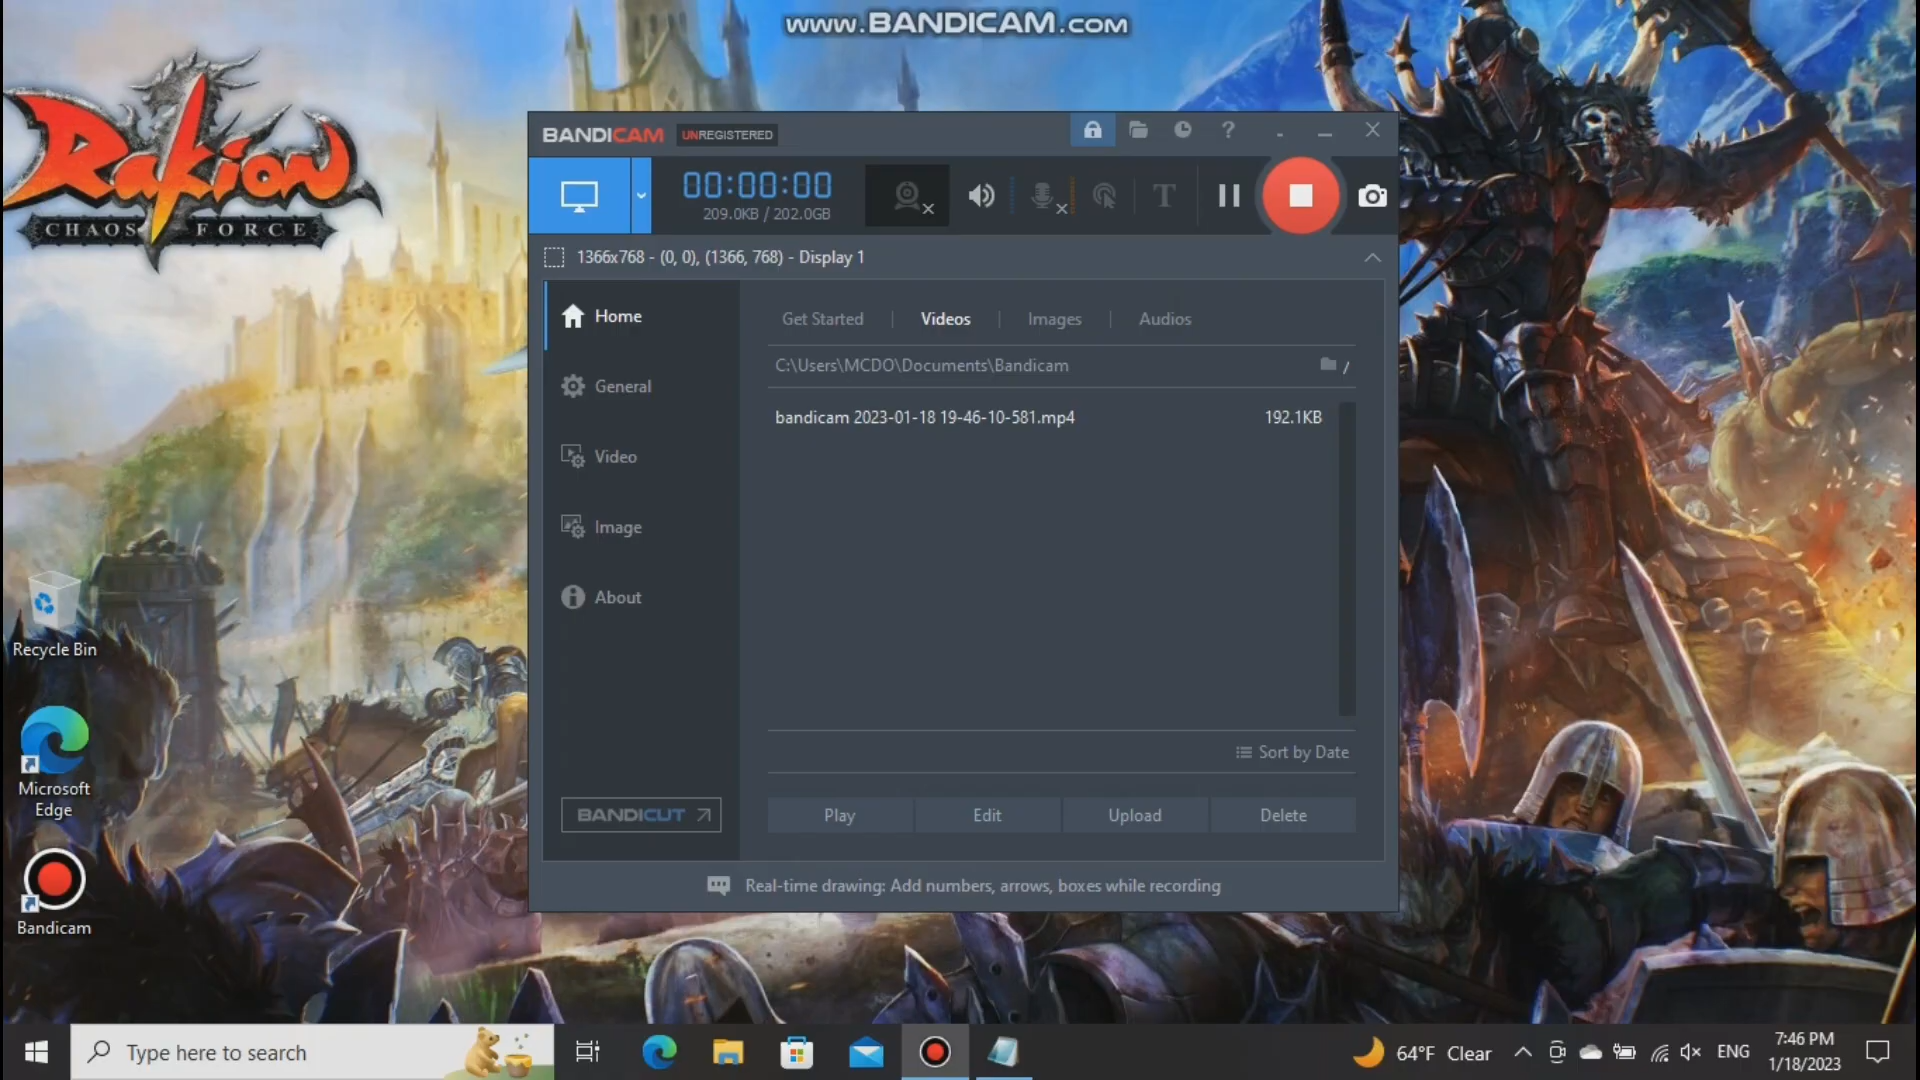 www.BANDICAM.com
Rakion
CHAOS FORCE
BANDICAM UNREGISTERED
00:00:00
209.0KB / 202.0GB
1366x768 - (0, 0), (1366, 768) - Display 1
Home
General
Video
Image
About
Get Started
Videos
Images
Audios
C:\Users\MCDO\Documents\Bandicam
/
bandicam 2023-01-18 19-46-10-581.mp4 192.1KB
Sort by Date
BANDICUT
Play
Edit
Upload
Delete
Real-time drawing: Add numbers, arrows, boxes while recording
Recycle Bin
Microsoft
Edge
Bandicam
Type here to search
64°F Clear
ENG
7:46 PM
1/18/2023